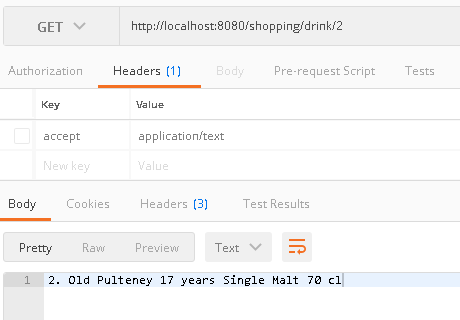 GET http://localhost:8080/shopping/drink/2
Authorization Headers (1) Body Pre-request Script Tests
Key Value
accept application/text
New key Value
Body Cookies Headers (3) Test Results
Pretty Raw Preview Text
1 2. Old Pulteney 17 years Single Malt 70 cl